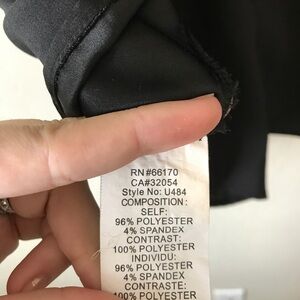 RN#66170
CA#32054
Style No: U484
COMPOSITION:
SELF:
96% POLYESTER
4% SPANDEX
CONTRAST:
100% POLYESTER
INDIVIDU:
96% POLYESTER
4% SPANDEX
CONTRASTE:
100% POLYESTER